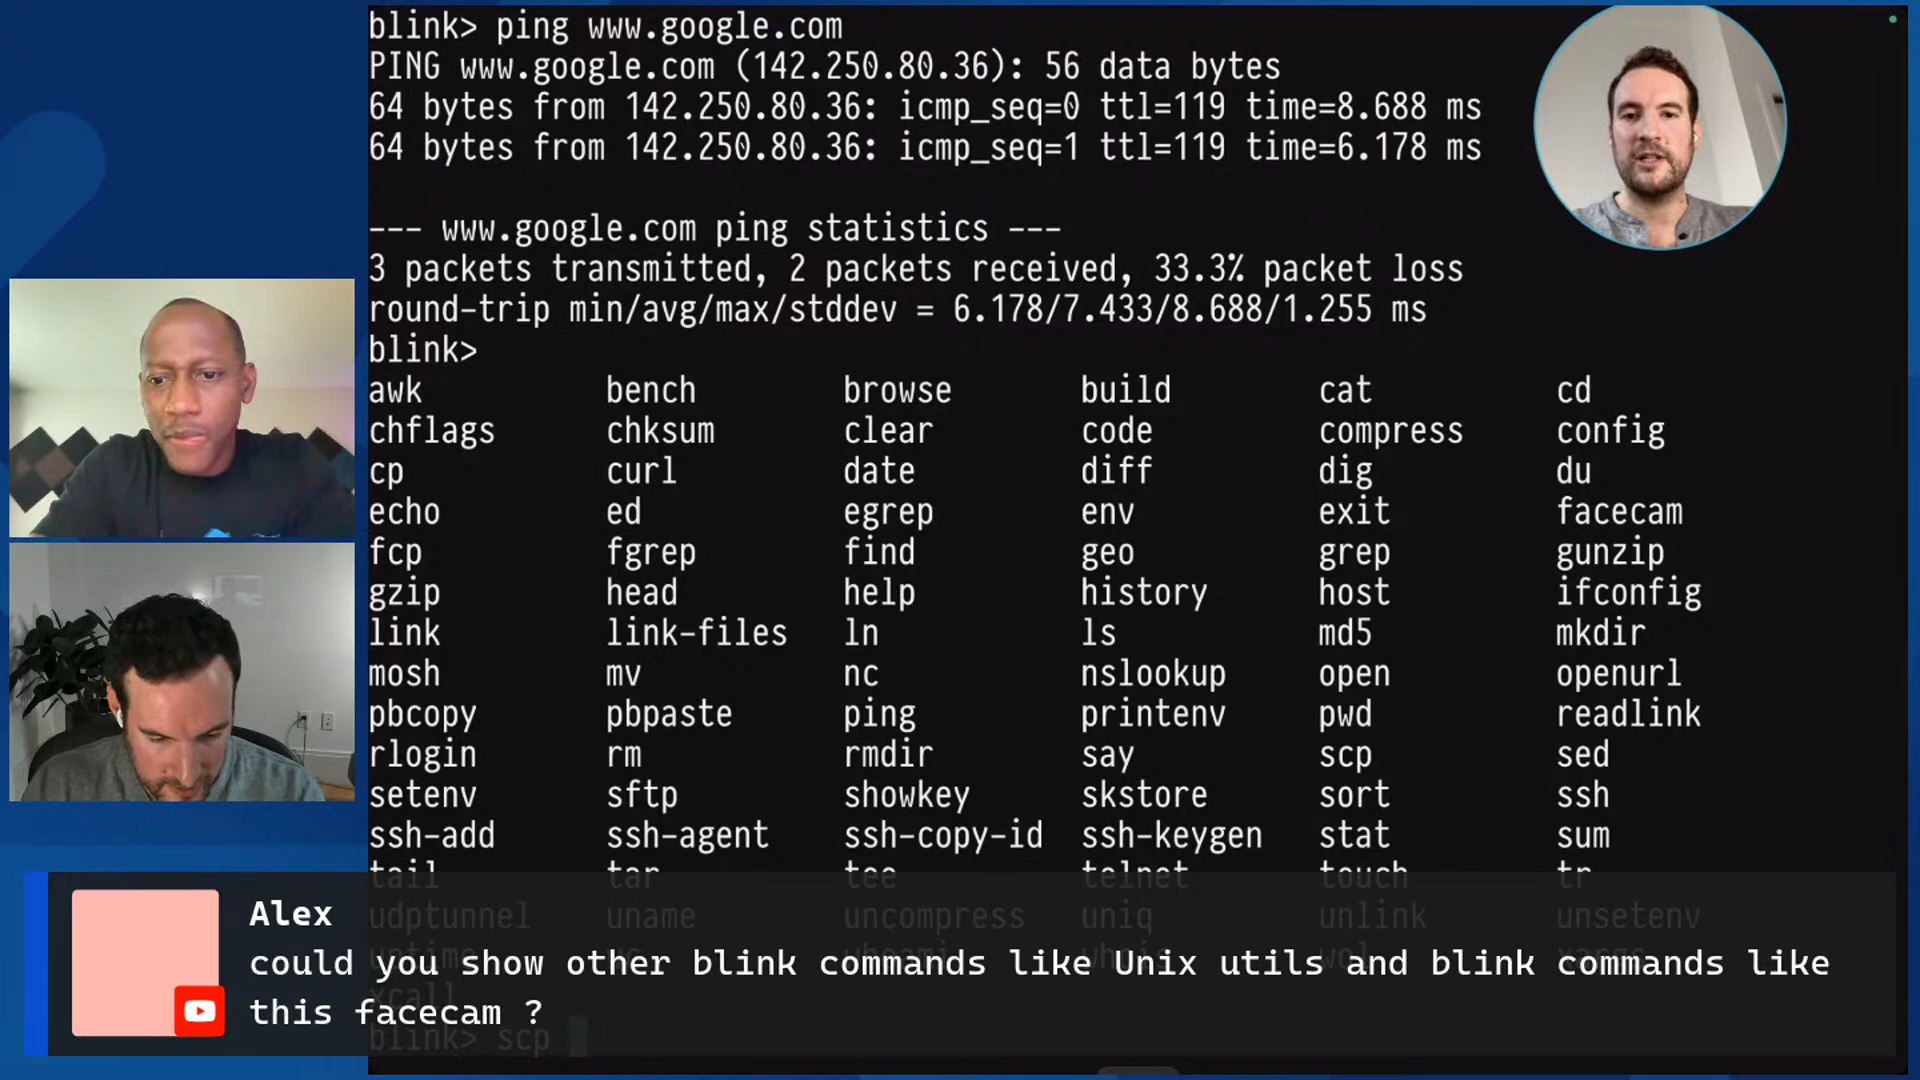 blink> ping www.google.com
PING www.google.com (142.250.80.36): 56 data bytes
64 bytes from 142.250.80.36: icmp_seq=0 ttl=119 time=8.688 ms
64 bytes from 142.250.80.36: icmp_seq=1 ttl=119 time=6.178 ms
--- www.google.com ping statistics ---
3 packets transmitted, 2 packets received, 33.3% packet loss
round-trip min/avg/max/stddev = 6.178/7.433/8.688/1.255 ms
blink>
awk bench browse build cat cd
chflags chksum clear code compress config
cp curl date diff dig du
echo ed egrep env exit facecam
fcp fgrep find geo grep gunzip
gzip head help history host ifconfig
link link-files ln ls md5 mkdir
mosh mv nc nslookup open openurl
pbcopy pbpaste ping printenv pwd readlink
rlogin rm rmdir say scp sed
setenv sftp showkey skstore sort ssh
ssh-add ssh-agent ssh-copy-id ssh-keygen stat sum
tail tar tee telnet touch tr
udptunnel uname uncompress uniq unlink unsetenv
xcall
blink> scp
Alex
could you show other blink commands like Unix utils and blink commands like
this facecam ?